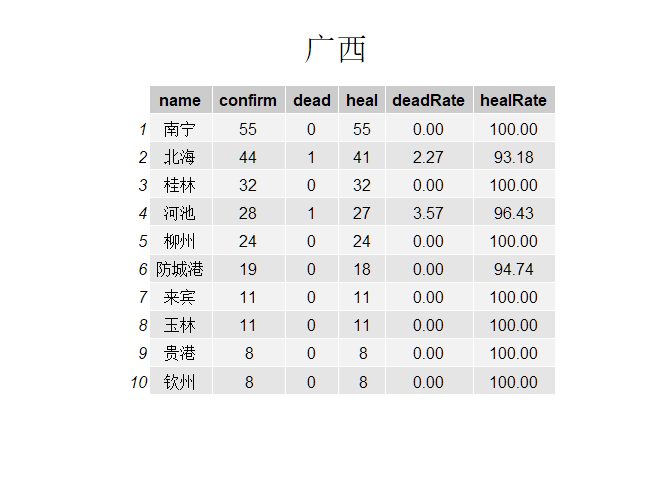 广西
name confirm dead heal deadRate healRate
1 南宁 55 0 55 0.00 100.00
2 北海 44 1 41 2.27 93.18
3 桂林 32 0 32 0.00 100.00
4 河池 28 1 27 3.57 96.43
5 柳州 24 0 24 0.00 100.00
6 防城港 19 0 18 0.00 94.74
7 来宾 11 0 11 0.00 100.00
8 玉林 11 0 11 0.00 100.00
9 贵港 8 0 8 0.00 100.00
10 钦州 8 0 8 0.00 100.00